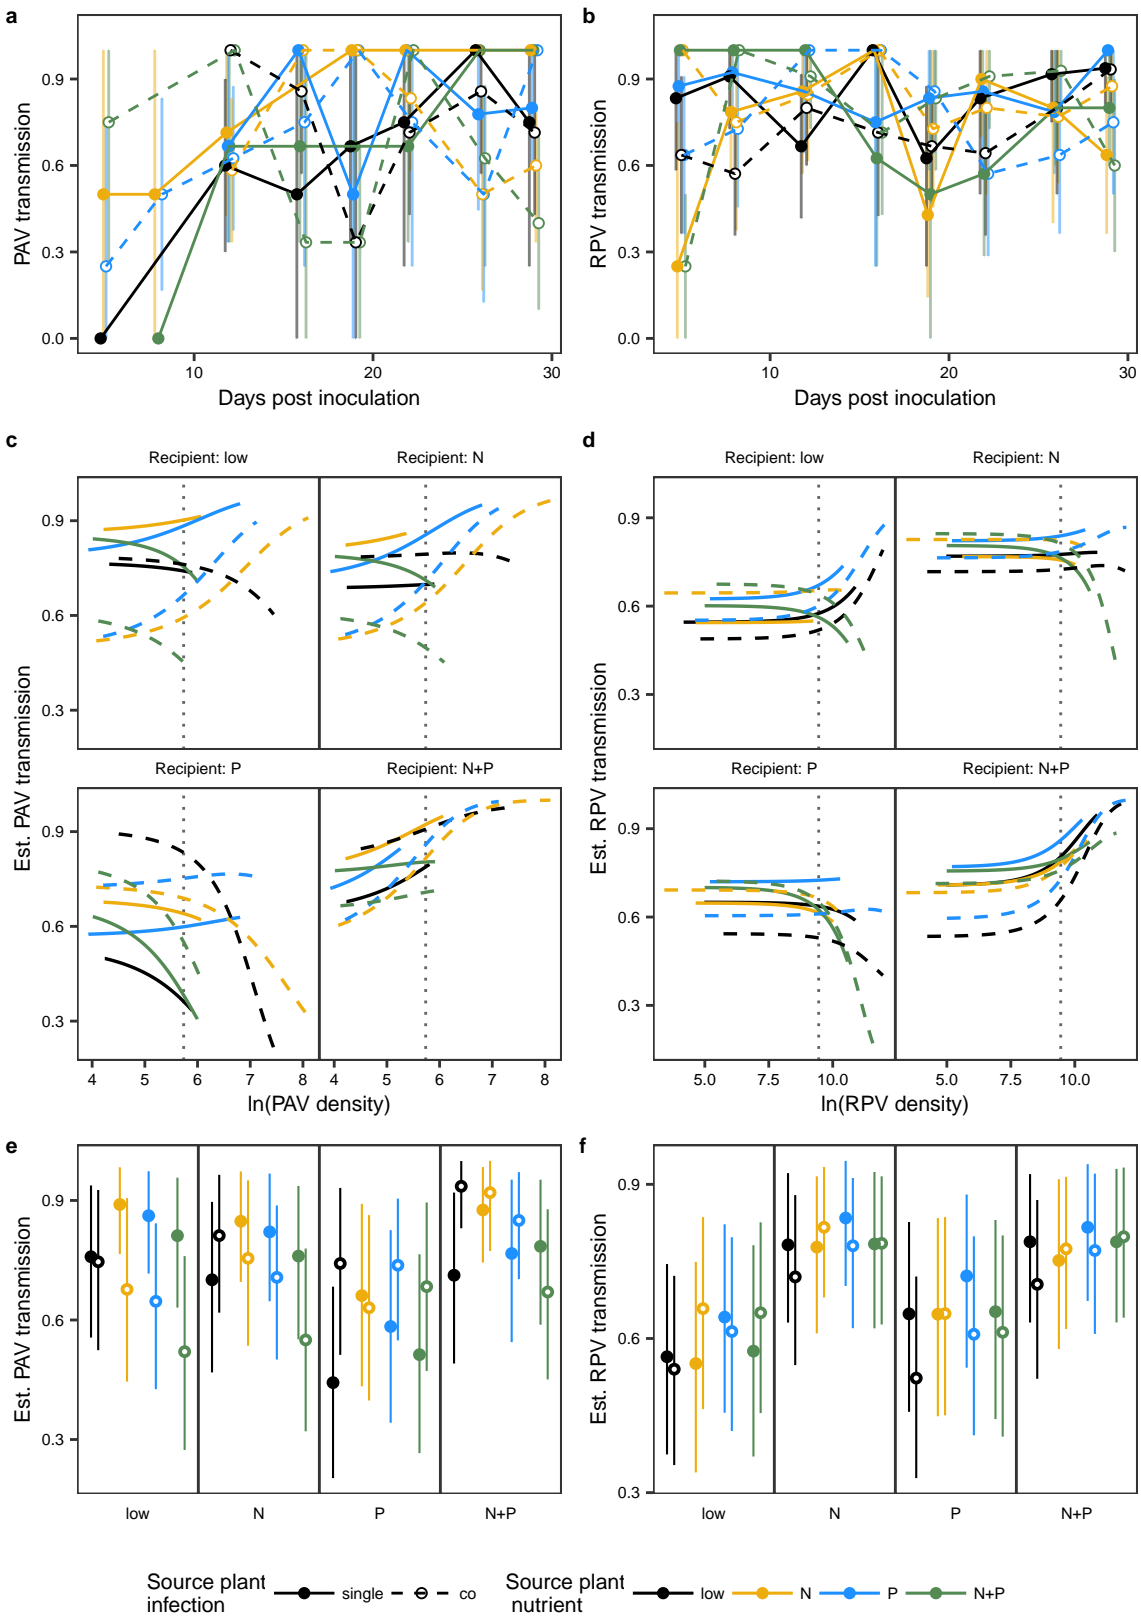 a
b
0.9
0.6
0.3
0.0
PAV transmission
10
20
30
Days post inoculation
0.9
0.6
0.3
0.0
RPV transmission
10
20
30
Days post inoculation
c
d
Recipient: low
Recipient: N
Recipient: P
Recipient: N+P
0.9
0.6
0.3
0.9
0.6
0.3
Est. PAV transmission
4
5
6
7
8
4
5
6
7
8
ln(PAV density)
Recipient: low
Recipient: N
Recipient: P
Recipient: N+P
0.9
0.6
0.3
0.9
0.6
0.3
Est. RPV transmission
5.0
7.5
10.0
5.0
7.5
10.0
ln(RPV density)
e
f
0.9
0.6
0.3
Est. PAV transmission
low
N
P
N+P
0.9
0.6
0.3
Est. RPV transmission
low
N
P
N+P
Source plant
infection
single
co
Source plant
nutrient
low
N
P
N+P